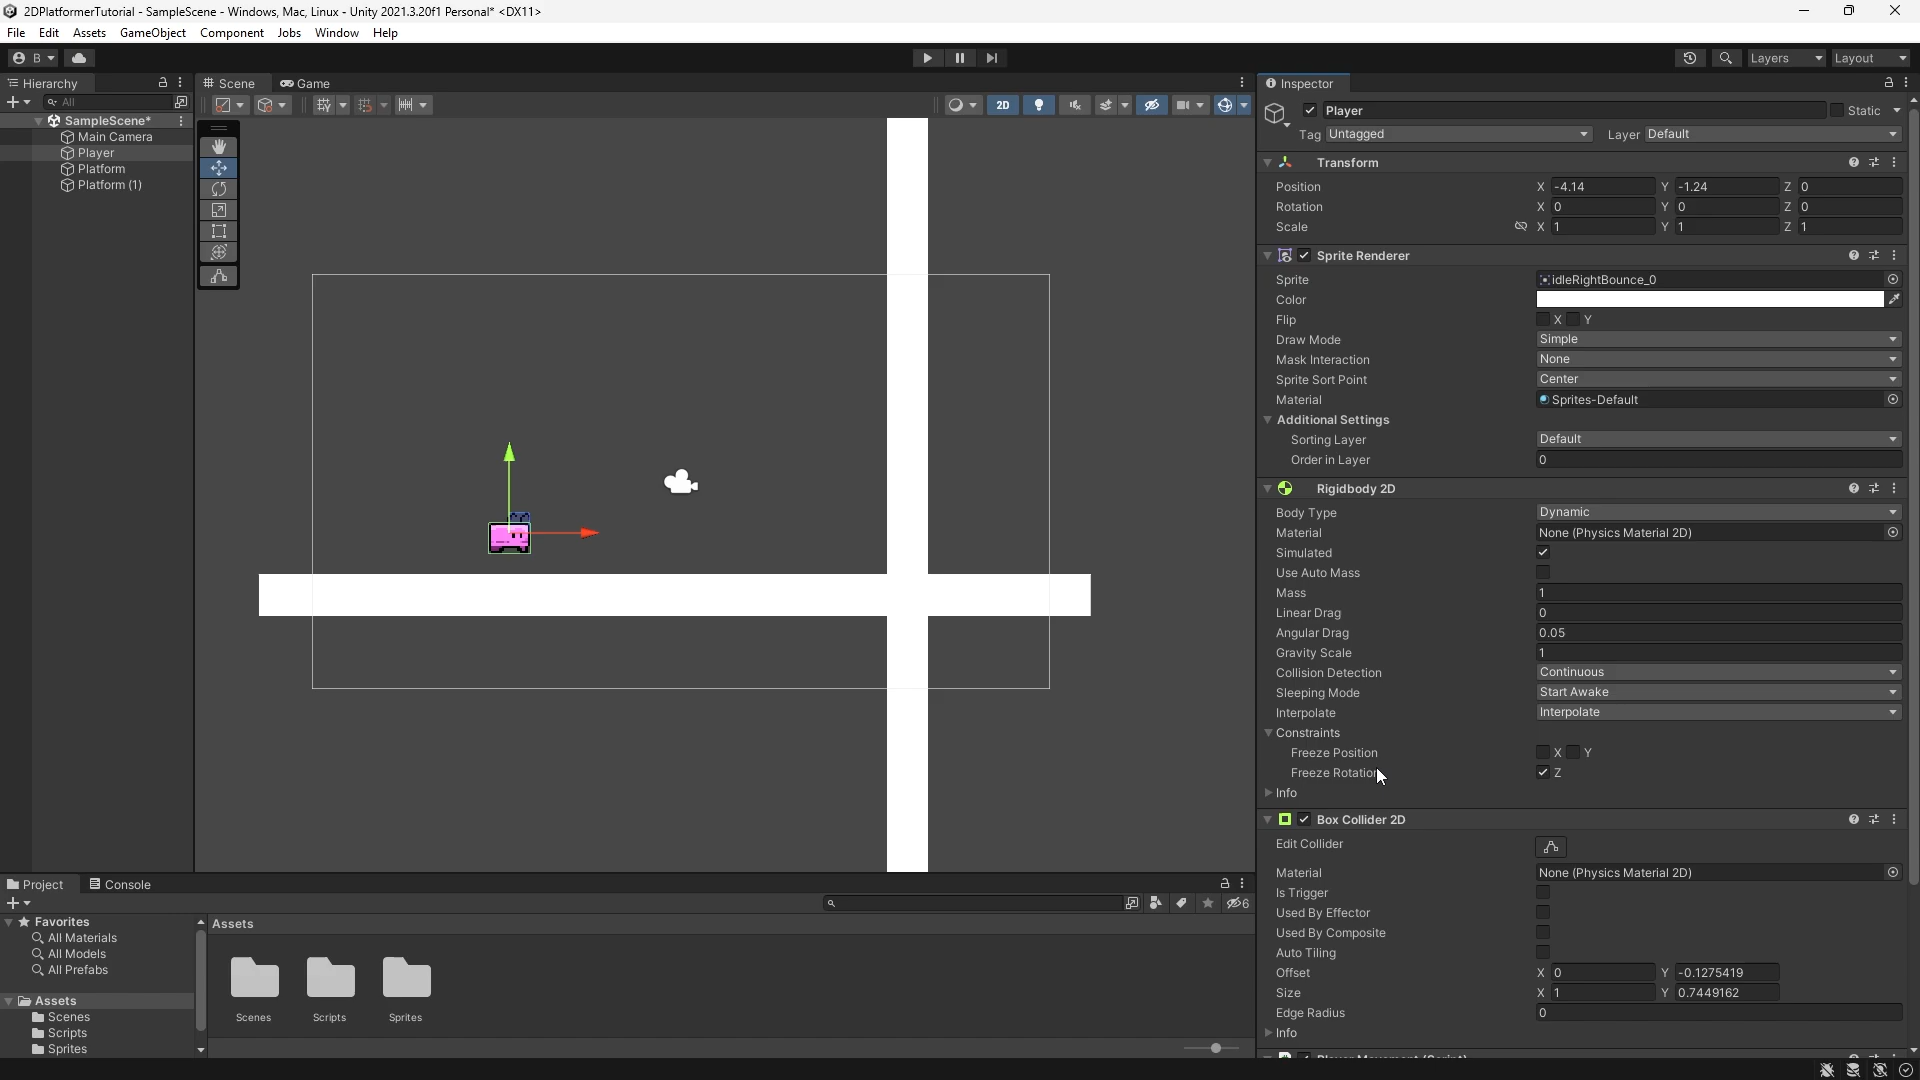 2DPlatformerTutorial - SampleScene - Windows, Mac, Linux - Unity 2021.3.20f1 Personal* <DX11>
File Edit Assets GameObject Component Jobs Window Help
B
Layers
Layout
Hierarchy
All
SampleScene*
Main Camera
Player
Platform
Platform (1)
Scene
Game
2D
Inspector
Player
Static
Tag Untagged
Layer Default
Transform
Position X -4.14 Y -1.24 Z 0
Rotation X 0 Y 0 Z 0
Scale X 1 Y 1 Z 1
Sprite Renderer
Sprite idleRightBounce_0
Color
Flip X Y
Draw Mode Simple
Mask Interaction None
Sprite Sort Point Center
Material Sprites-Default
Additional Settings
Sorting Layer Default
Order in Layer 0
Rigidbody 2D
Body Type Dynamic
Material None (Physics Material 2D)
Simulated
Use Auto Mass
Mass 1
Linear Drag 0
Angular Drag 0.05
Gravity Scale 1
Collision Detection Continuous
Sleeping Mode Start Awake
Interpolate Interpolate
Constraints
Freeze Position X Y
Freeze Rotation Z
Info
Box Collider 2D
Edit Collider
Material None (Physics Material 2D)
Is Trigger
Used By Effector
Used By Composite
Auto Tiling
Offset X 0 Y -0.1275419
Size X 1 Y 0.7449162
Edge Radius 0
Info
Player Movement (Script)
Project
Console
6
Favorites
All Materials
All Models
All Prefabs
Assets
Scenes
Scripts
Sprites
Assets
Scenes
Scripts
Sprites